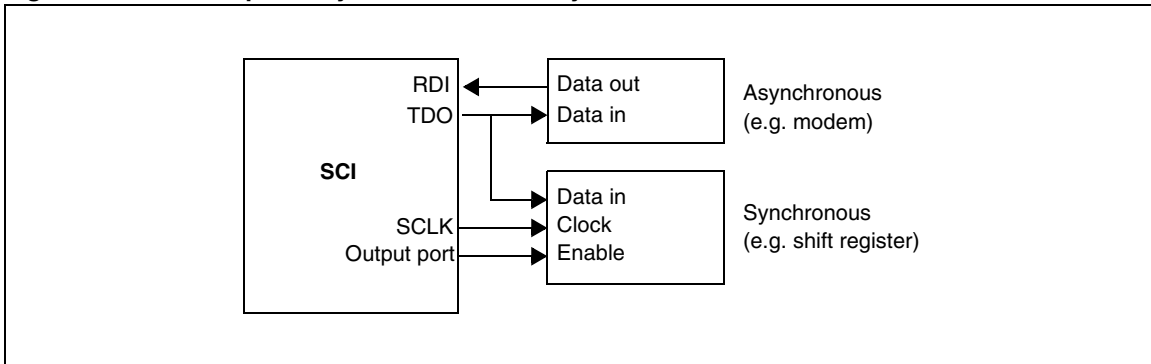 RDI
TDO
SCI
SCLK
Output port
Data out
Data in
Asynchronous
(e.g. modem)
Data in
Clock
Enable
Synchronous
(e.g. shift register)